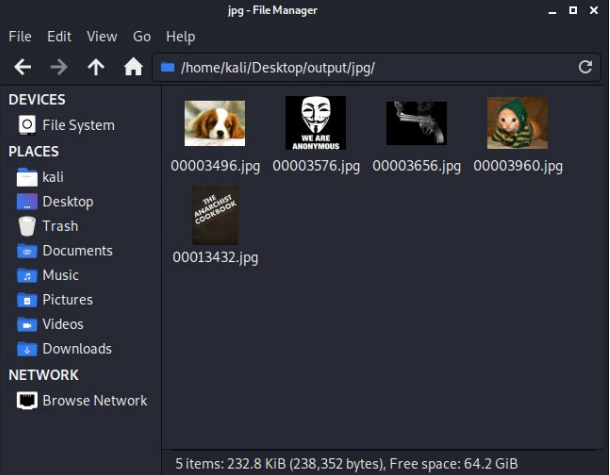 jpg - File Manager
File Edit View Go Help
/home/kali/Desktop/output/jpg/
DEVICES
File System
PLACES
kali
Desktop
Trash
Documents
Music
Pictures
Videos
Downloads
NETWORK
Browse Network
WE ARE
ANONYMOUS
00003496.jpg 00003576.jpg 00003656.jpg 00003960.jpg
THE
ANARCHIST
COOKBOOK
00013432.jpg
5 items: 232.8 KiB (238,352 bytes), Free space: 64.2 GiB